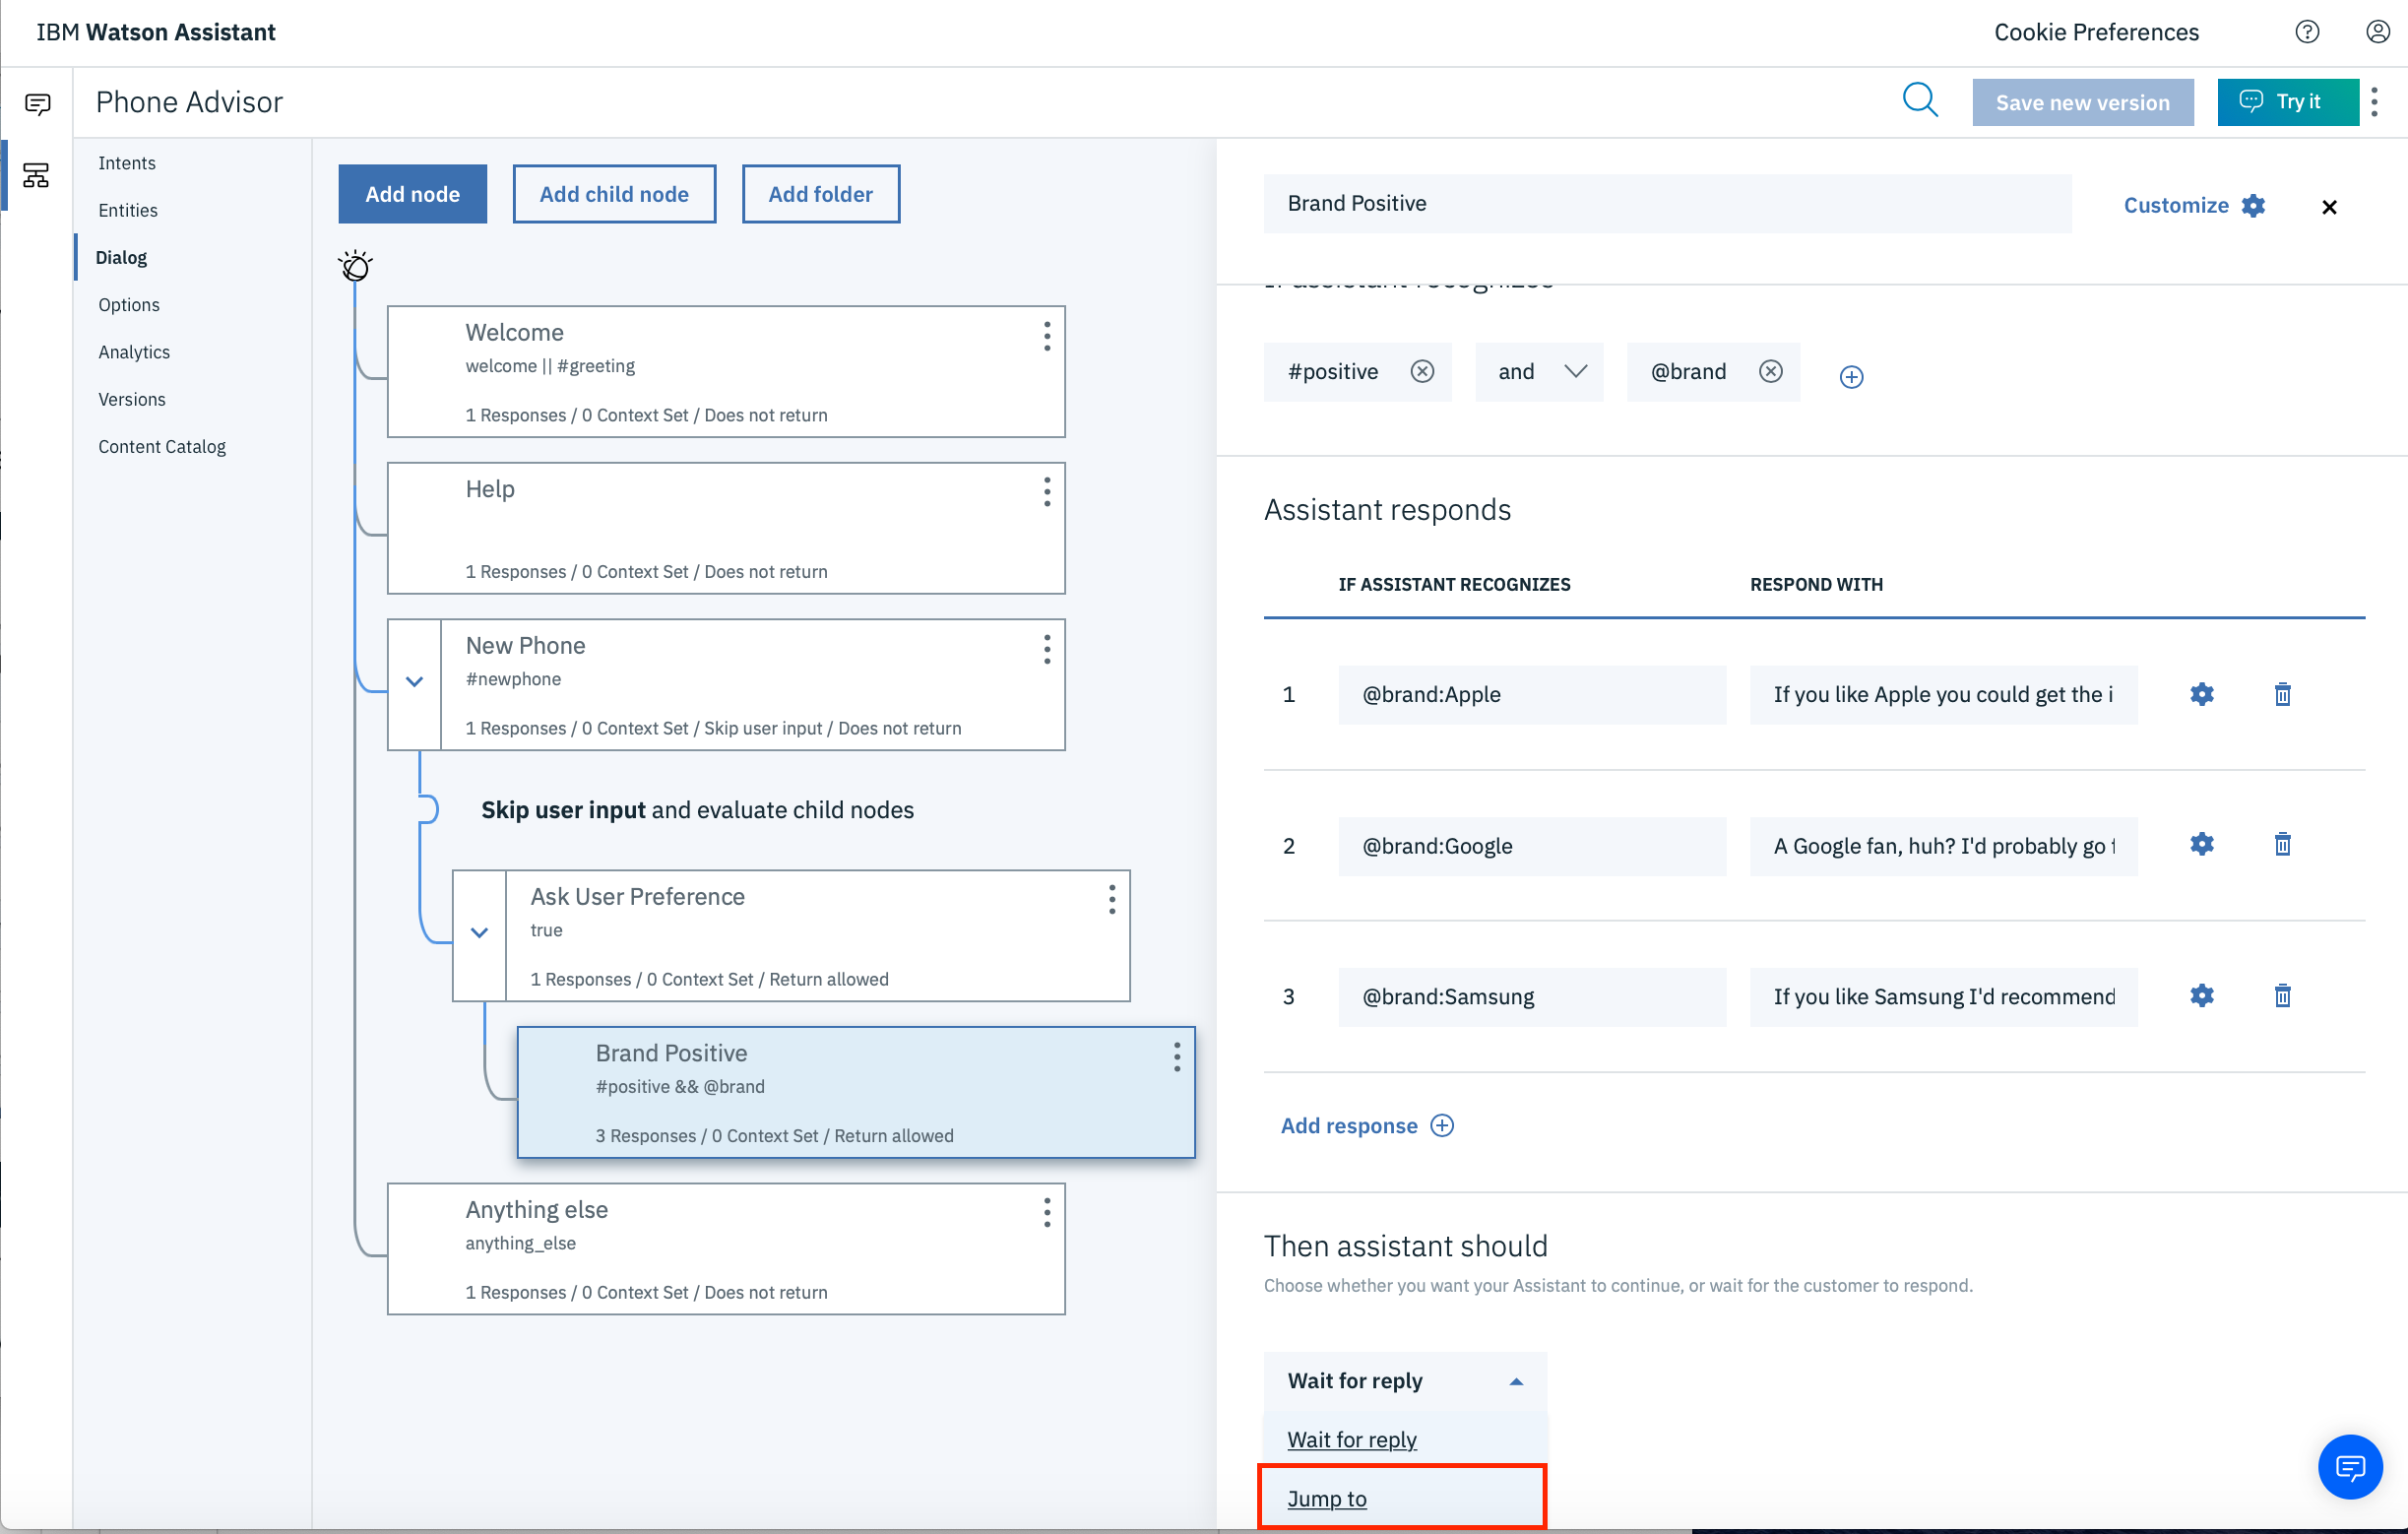 IBM Watson Assistant
Cookie Preferences
Phone Advisor
Save new version
Try it
Intents
Entities
Dialog
Options
Analytics
Versions
Content Catalog
Add node
Add child node
Add folder
Welcome
welcome || #greeting
1 Responses / 0 Context Set / Does not return
Help
1 Responses / 0 Context Set / Does not return
New Phone
#newphone
1 Responses / 0 Context Set / Skip user input / Does not return
Skip user input and evaluate child nodes
Ask User Preference
true
1 Responses / 0 Context Set / Return allowed
Brand Positive
#positive && @brand
3 Responses / 0 Context Set / Return allowed
Anything else
anything_else
1 Responses / 0 Context Set / Does not return
Brand Positive
Customize
If assistant recognizes
#positive
and
@brand
Assistant responds
IF ASSISTANT RECOGNIZES RESPOND WITH
1 @brand:Apple If you like Apple you could get the i
2 @brand:Google A Google fan, huh? I'd probably go f
3 @brand:Samsung If you like Samsung I'd recommend
Add response
Then assistant should
Choose whether you want your Assistant to continue, or wait for the customer to respond.
Wait for reply
Wait for reply
Jump to